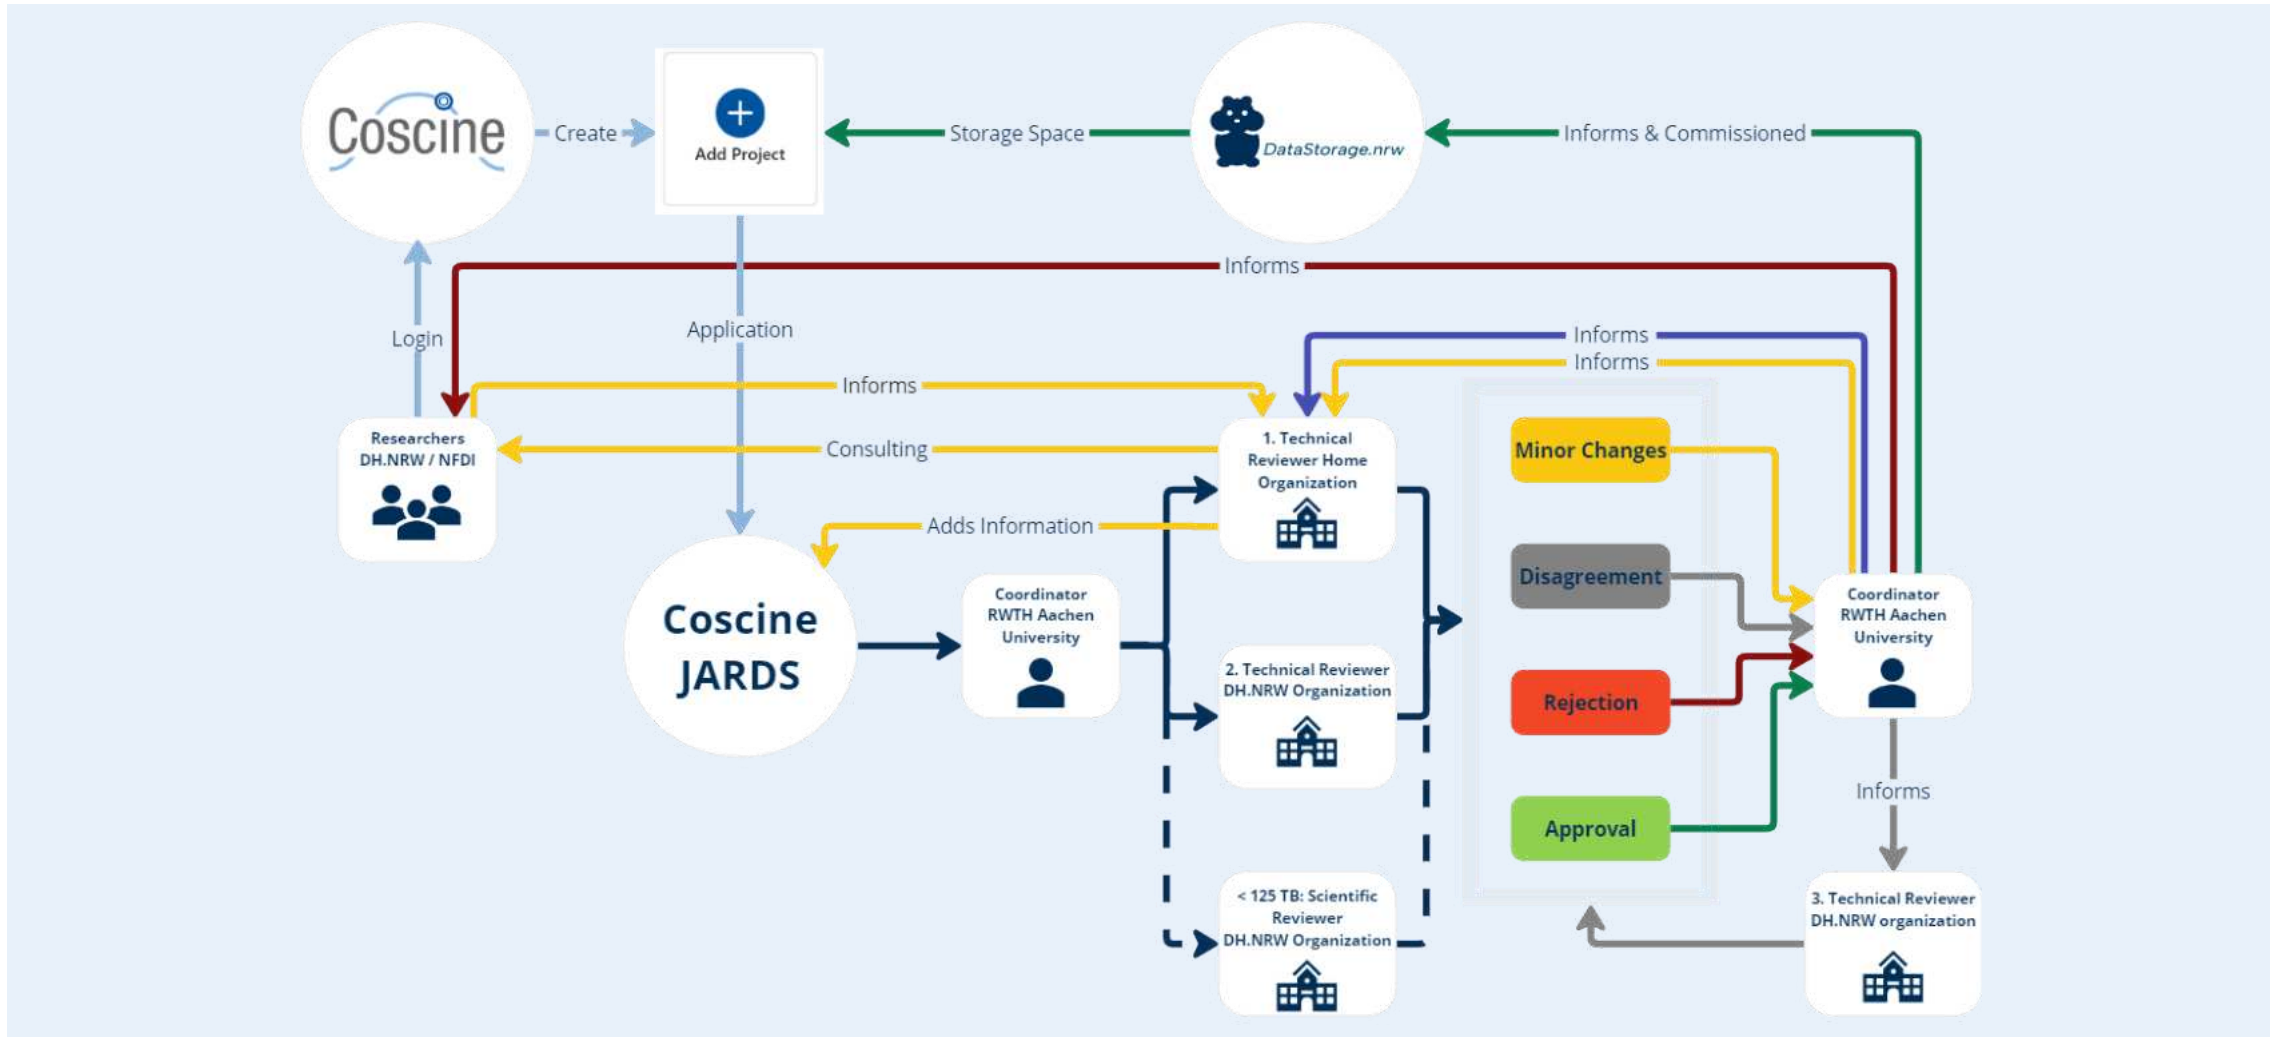 Coscine
Create
Add Project
Storage Space
DataStorage.nrw
Informs & Commissioned
Informs
Login
Application
Informs
Informs
Informs
Consulting
Adds Information
Researchers
DH.NRW / NFDI
1. Technical
Reviewer Home
Organization
Minor Changes
Disagreement
Rejection
Approval
Coscine
JARDS
Coordinator
RWTH Aachen
University
2. Technical Reviewer
DH.NRW Organization
< 125 TB: Scientific
Reviewer
DH.NRW Organization
Coordinator
RWTH Aachen
University
Informs
3. Technical Reviewer
DH.NRW organization